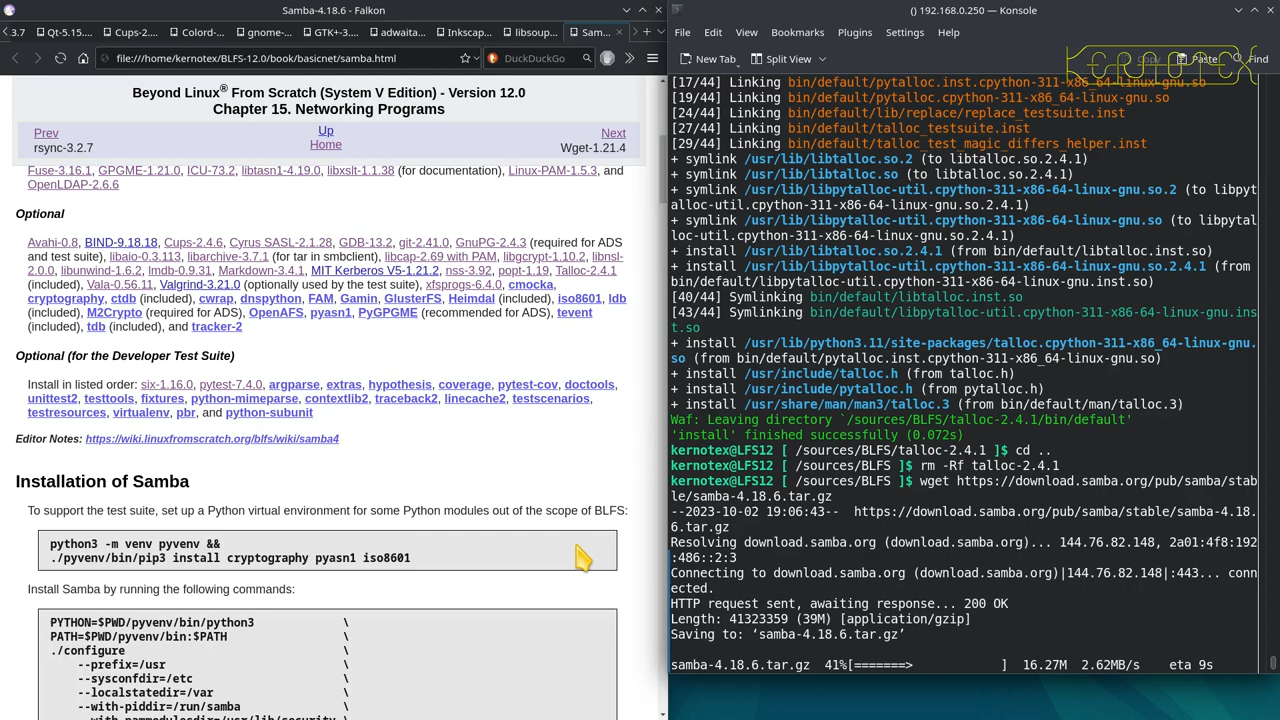 Samba-4.18.6 - Falkon
3.7 Qt-5.15.... Cups-2.... Colord-... gnome-... GTK+-3.... adwaita... Inkscap... libsoup... Sam...
file:///home/kernotex/BLFS-12.0/book/basicnet/samba.html
DuckDuckGo
Beyond Linux® From Scratch (System V Edition) - Version 12.0
Chapter 15. Networking Programs
Prev Up Next
rsync-3.2.7 Home Wget-1.21.4
Fuse-3.16.1, GPGME-1.21.0, ICU-73.2, libtasn1-4.19.0, libxslt-1.1.38 (for documentation), Linux-PAM-1.5.3, and
OpenLDAP-2.6.6
Optional
Avahi-0.8, BIND-9.18.18, Cups-2.4.6, Cyrus SASL-2.1.28, GDB-13.2, git-2.41.0, GnuPG-2.4.3 (required for ADS
and test suite), libaio-0.3.113, libarchive-3.7.1 (for tar in smbclient), libcap-2.69 with PAM, libgcrypt-1.10.2, libnsl-
2.0.0, libunwind-1.6.2, lmdb-0.9.31, Markdown-3.4.1, MIT Kerberos V5-1.21.2, nss-3.92, popt-1.19, Talloc-2.4.1
(included), Vala-0.56.11, Valgrind-3.21.0 (optionally used by the test suite), xfsprogs-6.4.0, cmocka,
cryptography, ctdb (included), cwrap, dnspython, FAM, Gamin, GlusterFS, Heimdal (included), iso8601, ldb
(included), M2Crypto (required for ADS), OpenAFS, pyasn1, PyGPGME (recommended for ADS), tevent
(included), tdb (included), and tracker-2
Optional (for the Developer Test Suite)
Install in listed order: six-1.16.0, pytest-7.4.0, argparse, extras, hypothesis, coverage, pytest-cov, doctools,
unittest2, testtools, fixtures, python-mimeparse, contextlib2, traceback2, linecache2, testscenarios,
testresources, virtualenv, pbr, and python-subunit
Editor Notes: https://wiki.linuxfromscratch.org/blfs/wiki/samba4
Installation of Samba
To support the test suite, set up a Python virtual environment for some Python modules out of the scope of BLFS:
python3 -m venv pyvenv &&
./pyvenv/bin/pip3 install cryptography pyasn1 iso8601
Install Samba by running the following commands:
PYTHON=$PWD/pyvenv/bin/python3 \
PATH=$PWD/pyvenv/bin:$PATH \
./configure \
--prefix=/usr \
--sysconfdir=/etc \
--localstatedir=/var \
--with-piddir=/run/samba \
--with-pammodulesdir=/usr/lib/security \
() 192.168.0.250 — Konsole
File Edit View Bookmarks Plugins Settings Help
New Tab Split View Copy Paste Find
KERNOTEX
[17/44] Linking bin/default/pytalloc.inst.cpython-311-x86_64-linux-gnu.so
[19/44] Linking bin/default/pytalloc.cpython-311-x86_64-linux-gnu.so
[24/44] Linking bin/default/lib/replace/replace_testsuite.inst
[27/44] Linking bin/default/talloc_testsuite.inst
[29/44] Linking bin/default/talloc_test_magic_differs_helper.inst
+ symlink /usr/lib/libtalloc.so.2 (to libtalloc.so.2.4.1)
+ symlink /usr/lib/libtalloc.so (to libtalloc.so.2.4.1)
+ symlink /usr/lib/libpytalloc-util.cpython-311-x86-64-linux-gnu.so.2 (to libpyt
alloc-util.cpython-311-x86-64-linux-gnu.so.2.4.1)
+ symlink /usr/lib/libpytalloc-util.cpython-311-x86-64-linux-gnu.so (to libpytal
loc-util.cpython-311-x86-64-linux-gnu.so.2.4.1)
+ install /usr/lib/libtalloc.so.2.4.1 (from bin/default/libtalloc.inst.so)
+ install /usr/lib/libpytalloc-util.cpython-311-x86-64-linux-gnu.so.2.4.1 (from
bin/default/libpytalloc-util.cpython-311-x86-64-linux-gnu.inst.so)
[40/44] Symlinking bin/default/libtalloc.inst.so
[43/44] Symlinking bin/default/libpytalloc-util.cpython-311-x86-64-linux-gnu.ins
t.so
+ install /usr/lib/python3.11/site-packages/talloc.cpython-311-x86_64-linux-gnu.
so (from bin/default/pytalloc.inst.cpython-311-x86_64-linux-gnu.so)
+ install /usr/include/talloc.h (from talloc.h)
+ install /usr/include/pytalloc.h (from pytalloc.h)
+ install /usr/share/man/man3/talloc.3 (from bin/default/man/talloc.3)
Waf: Leaving directory `/sources/BLFS/talloc-2.4.1/bin/default'
'install' finished successfully (0.072s)
kernotex@LFS12 [ /sources/BLFS/talloc-2.4.1 ]$ cd ..
kernotex@LFS12 [ /sources/BLFS ]$ rm -Rf talloc-2.4.1
kernotex@LFS12 [ /sources/BLFS ]$ wget https://download.samba.org/pub/samba/stab
le/samba-4.18.6.tar.gz
--2023-10-02 19:06:43-- https://download.samba.org/pub/samba/stable/samba-4.18.
6.tar.gz
Resolving download.samba.org (download.samba.org)... 144.76.82.148, 2a01:4f8:192
:486::2:3
Connecting to download.samba.org (download.samba.org)|144.76.82.148|:443... conn
ected.
HTTP request sent, awaiting response... 200 OK
Length: 41323359 (39M) [application/gzip]
Saving to: ‘samba-4.18.6.tar.gz’
samba-4.18.6.tar.gz 41%[=======> ] 16.27M 2.62MB/s eta 9s